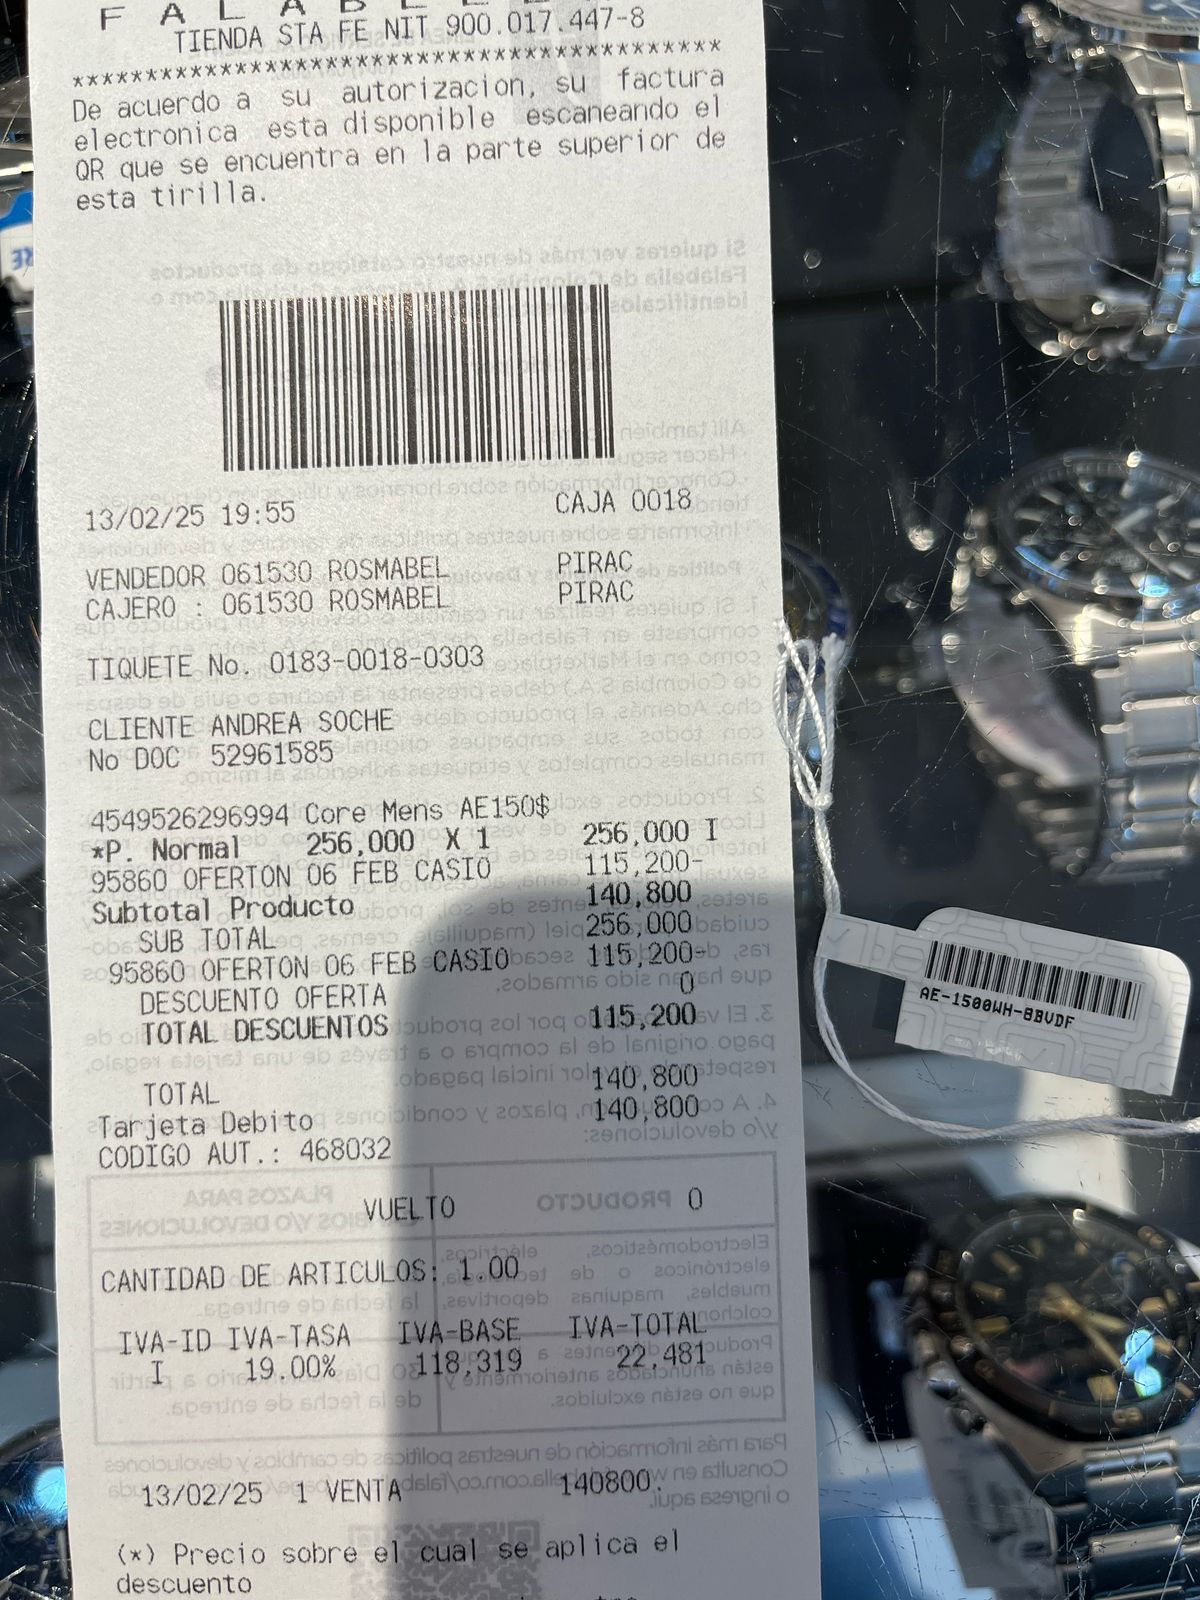 F A L A B E L L
TIENDA STA FE NIT 900.017.447-8
****************************************
De acuerdo a su autorizacion, su factura
electronica esta disponible escaneando el
QR que se encuentra en la parte superior de
esta tirilla.
13/02/25 19:55 CAJA 0018
VENDEDOR 061530 ROSMABEL PIRAC
CAJERO : 061530 ROSMABEL PIRAC
TIQUETE No. 0183-0018-0303
CLIENTE ANDREA SOCHE
No DOC 52961585
4549526296994 Core Mens AE150$
*P. Normal 256,000 X 1 256,000 I
95860 OFERTON 06 FEB CASIO 115,200-
Subtotal Producto 140,800
SUB TOTAL 256,000
95860 OFERTON 06 FEB CASIO 115,200-
DESCUENTO OFERTA 0
TOTAL DESCUENTOS 115,200
TOTAL 140,800
Tarjeta Debito 140,800
CODIGO AUT.: 468032
VUELTO 0
CANTIDAD DE ARTICULOS: 1.00
IVA-ID IVA-TASA IVA-BASE IVA-TOTAL
I 19.00% 118,319 22,481
13/02/25 1 VENTA 140800.
(*) Precio sobre el cual se aplica el
descuento
AE-1500WH-8BVDF